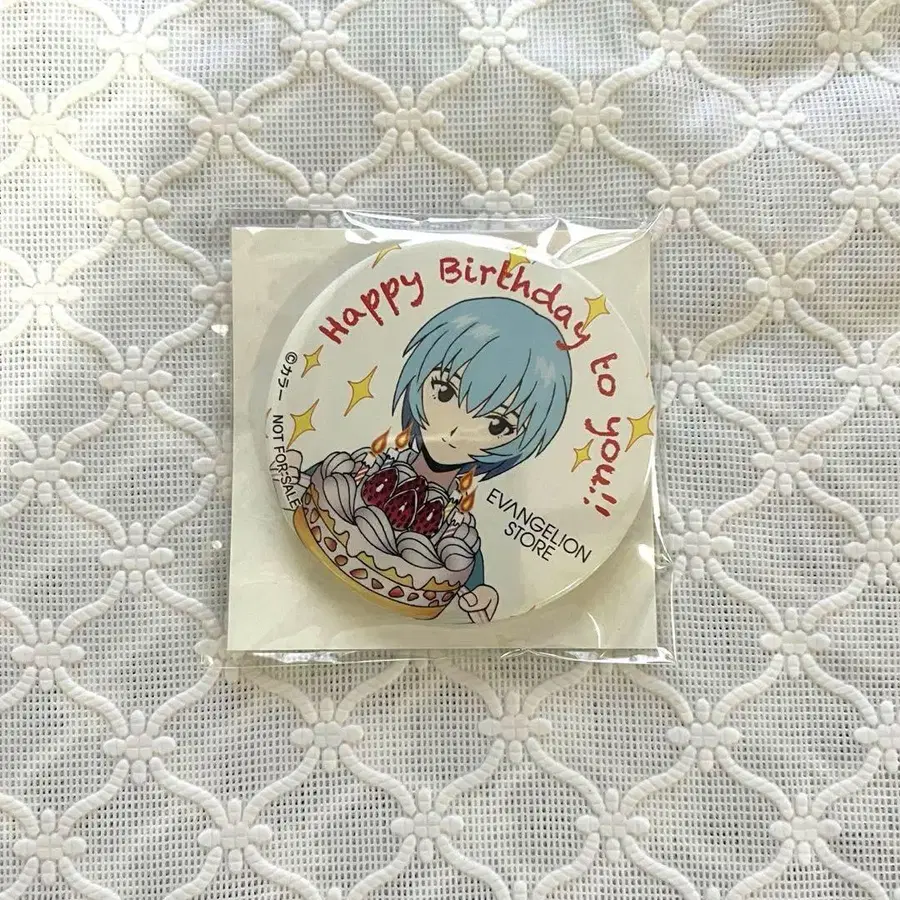 Happy Birthday to you!!
©カラー NOT FOR SALE
EVANGELION
STORE